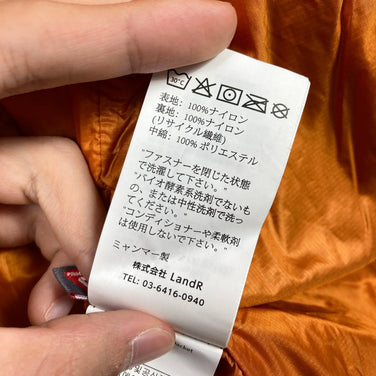 30℃
表地: 100%ナイロン
裏地: 100%ナイロン
(リサイクル繊維)
中綿: 100% ポリエステル
"ファスナーを閉じた状態
で洗濯して下さい。"
"バイオ酵素系洗剤でないも
の、または中性洗剤で洗っ
てください。"
"コンディショナーや柔軟剤
は使用しないで下さい。"
ミャンマー製
株式会社 LandR
TEL: 03-6416-0940